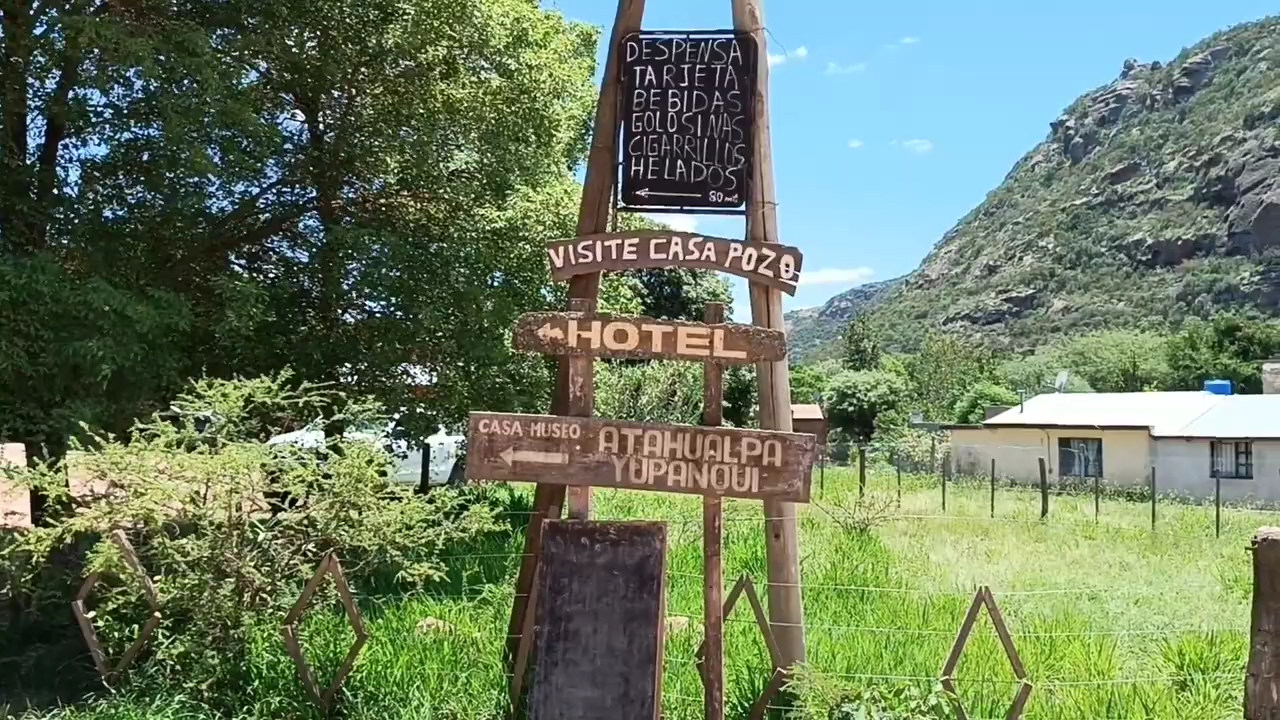 DESPENSA
TARJETA
BEBIDAS
GOLOSINAS
CIGARRILLOS
HELADOS
80 mts
VISITE CASA POZO
HOTEL
CASA MUSEO
ATAHUALPA
YUPANQUI